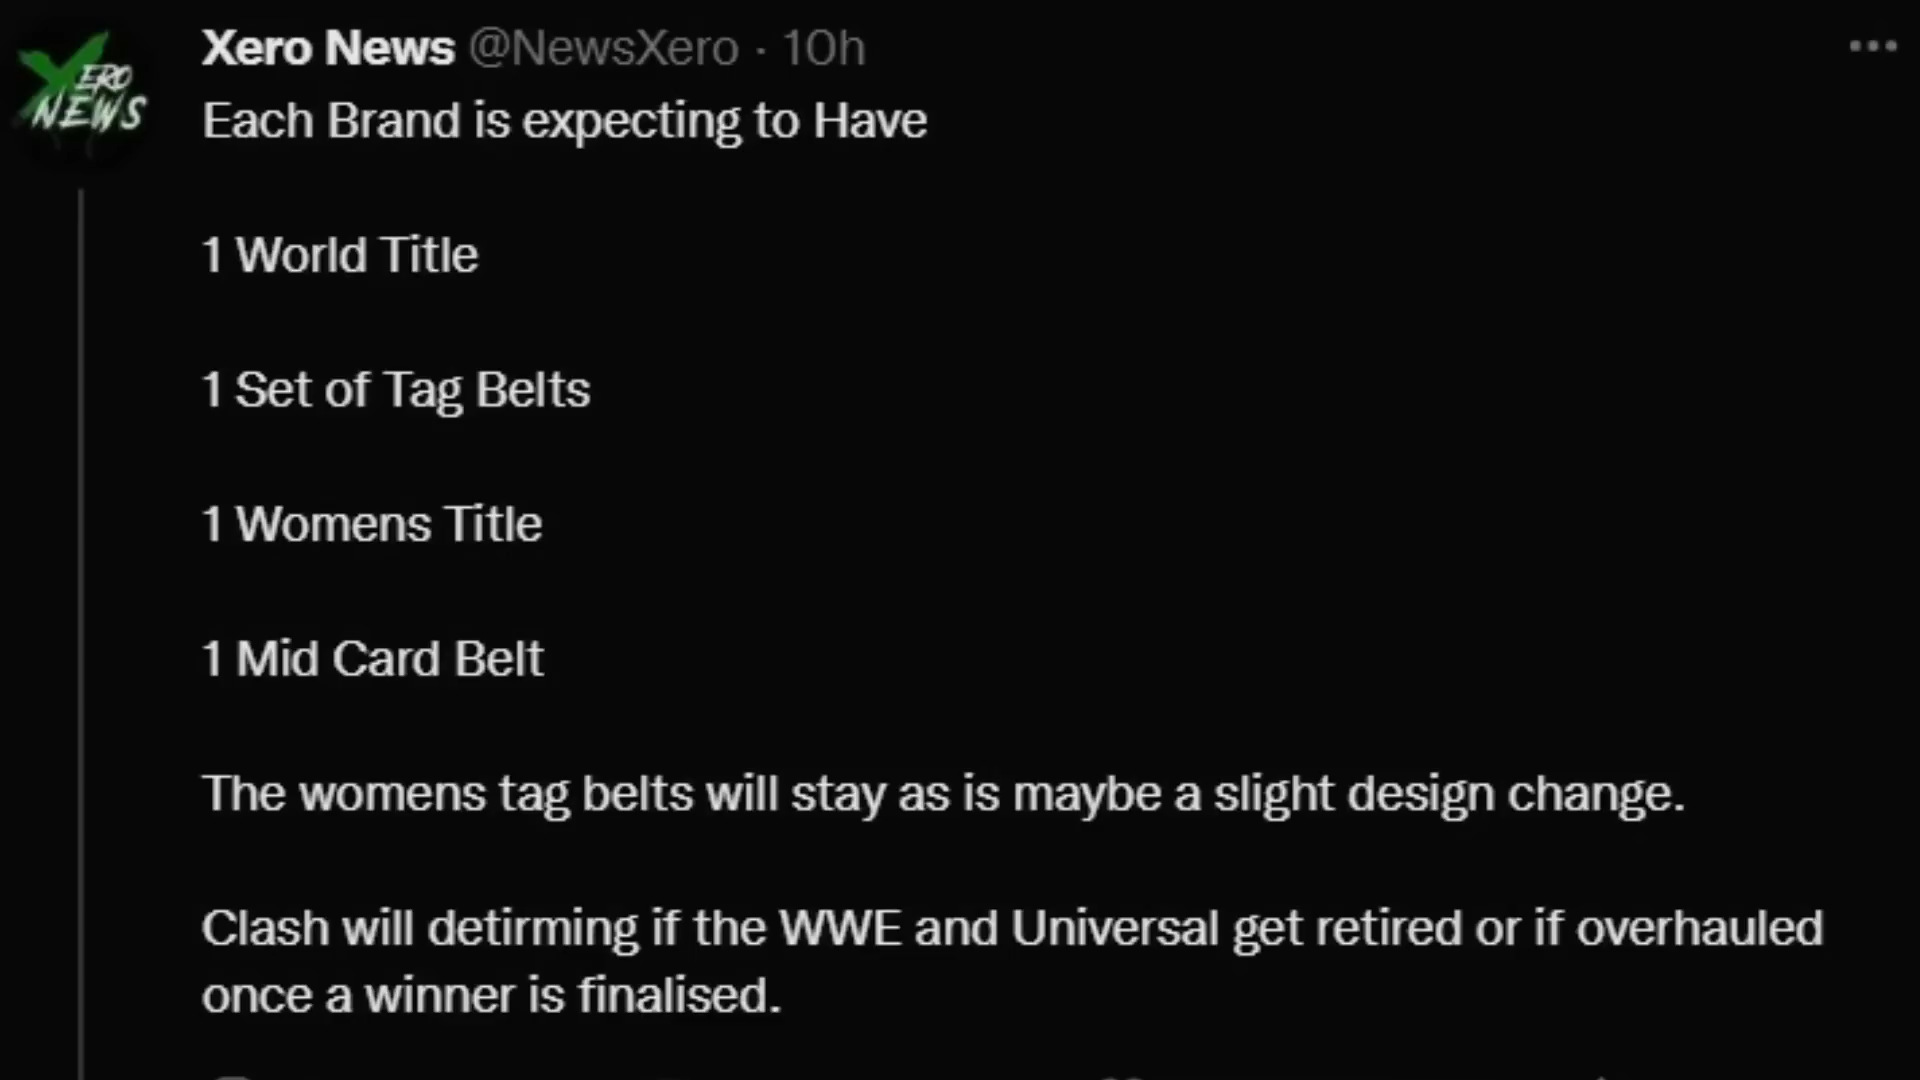 XERO
NEWS
Xero News @NewsXero · 10h
Each Brand is expecting to Have
1 World Title
1 Set of Tag Belts
1 Womens Title
1 Mid Card Belt
The womens tag belts will stay as is maybe a slight design change.
Clash will detirming if the WWE and Universal get retired or if overhauled
once a winner is finalised.